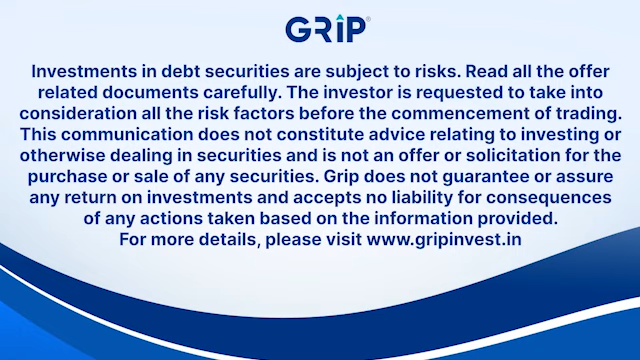 GRIP®
Investments in debt securities are subject to risks. Read all the offer
related documents carefully. The investor is requested to take into
consideration all the risk factors before the commencement of trading.
This communication does not constitute advice relating to investing or
otherwise dealing in securities and is not an offer or solicitation for the
purchase or sale of any securities. Grip does not guarantee or assure
any return on investments and accepts no liability for consequences
of any actions taken based on the information provided.
For more details, please visit www.gripinvest.in